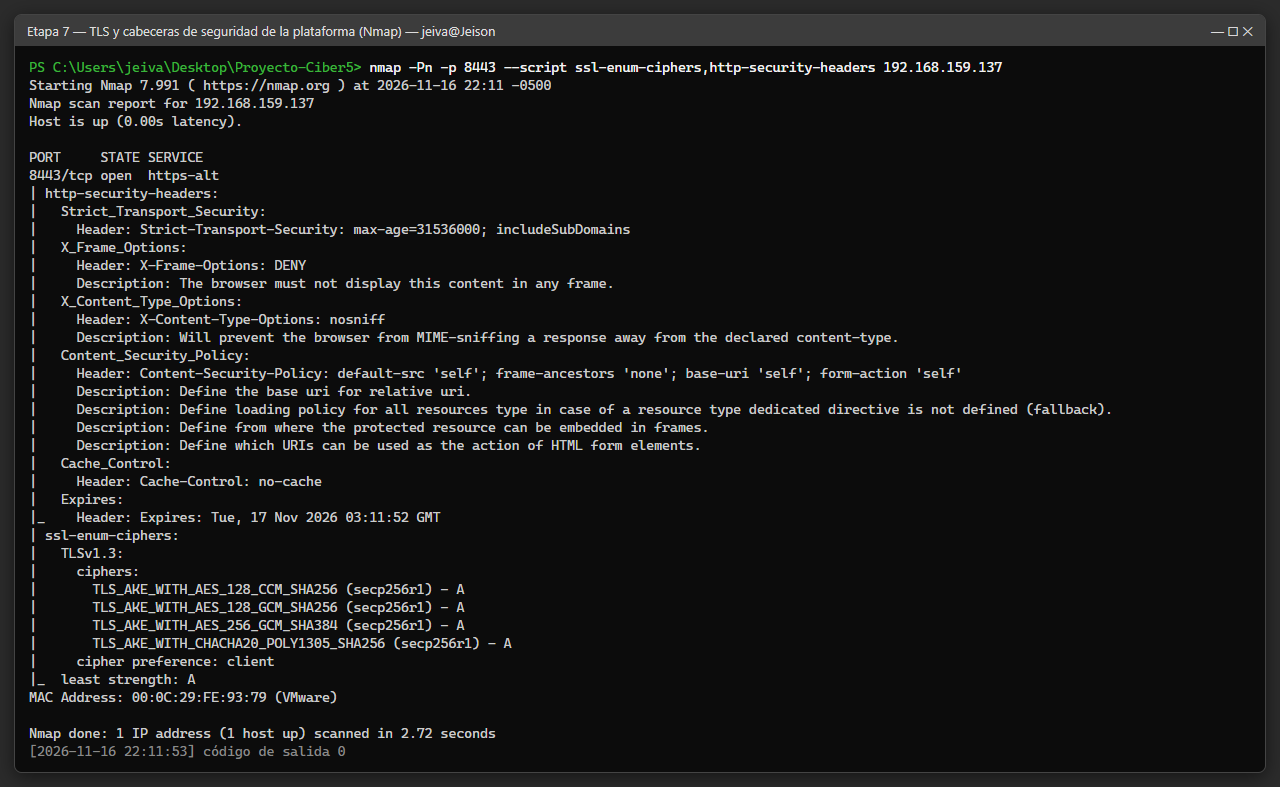 Etapa 7 — TLS y cabeceras de seguridad de la plataforma (Nmap) — jeiva@Jeison
PS C:\Users\jeiva\Desktop\Proyecto-Ciber5> nmap -Pn -p 8443 --script ssl-enum-ciphers,http-security-headers 192.168.159.137
Starting Nmap 7.991 ( https://nmap.org ) at 2026-11-16 22:11 -0500
Nmap scan report for 192.168.159.137
Host is up (0.00s latency).

PORT     STATE SERVICE
8443/tcp open  https-alt
| http-security-headers:
|   Strict_Transport_Security:
|     Header: Strict-Transport-Security: max-age=31536000; includeSubDomains
|   X_Frame_Options:
|     Header: X-Frame-Options: DENY
|     Description: The browser must not display this content in any frame.
|   X_Content_Type_Options:
|     Header: X-Content-Type-Options: nosniff
|     Description: Will prevent the browser from MIME-sniffing a response away from the declared content-type.
|   Content_Security_Policy:
|     Header: Content-Security-Policy: default-src 'self'; frame-ancestors 'none'; base-uri 'self'; form-action 'self'
|     Description: Define the base uri for relative uri.
|     Description: Define loading policy for all resources type in case of a resource type dedicated directive is not defined (fallback).
|     Description: Define from where the protected resource can be embedded in frames.
|     Description: Define which URIs can be used as the action of HTML form elements.
|   Cache_Control:
|     Header: Cache-Control: no-cache
|   Expires:
|_    Header: Expires: Tue, 17 Nov 2026 03:11:52 GMT
| ssl-enum-ciphers:
|   TLSv1.3:
|     ciphers:
|       TLS_AKE_WITH_AES_128_CCM_SHA256 (secp256r1) - A
|       TLS_AKE_WITH_AES_128_GCM_SHA256 (secp256r1) - A
|       TLS_AKE_WITH_AES_256_GCM_SHA384 (secp256r1) - A
|       TLS_AKE_WITH_CHACHA20_POLY1305_SHA256 (secp256r1) - A
|     cipher preference: client
|_  least strength: A
MAC Address: 00:0C:29:FE:93:79 (VMware)

Nmap done: 1 IP address (1 host up) scanned in 2.72 seconds
[2026-11-16 22:11:53] código de salida 0